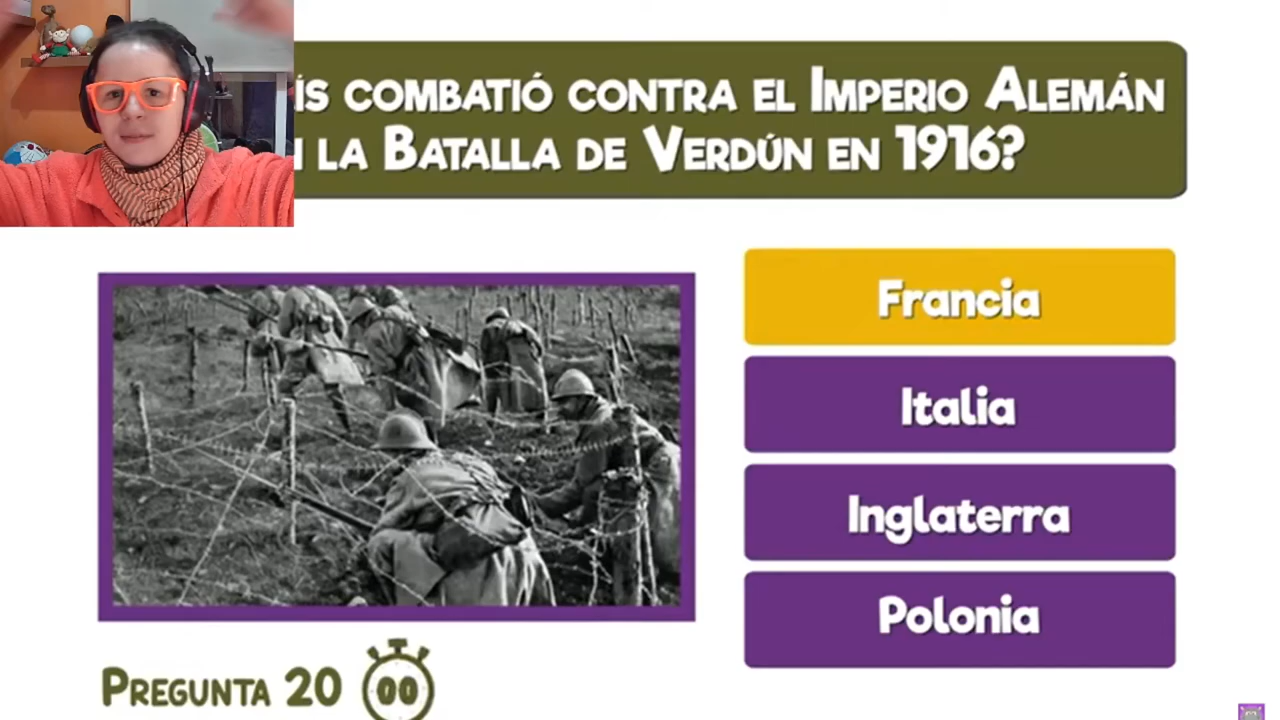 ÍS COMBATIÓ CONTRA EL IMPERIO ALEMÁN
LA BATALLA DE VERDÚN EN 1916?
Francia
Italia
Inglaterra
Polonia
PREGUNTA 20
00